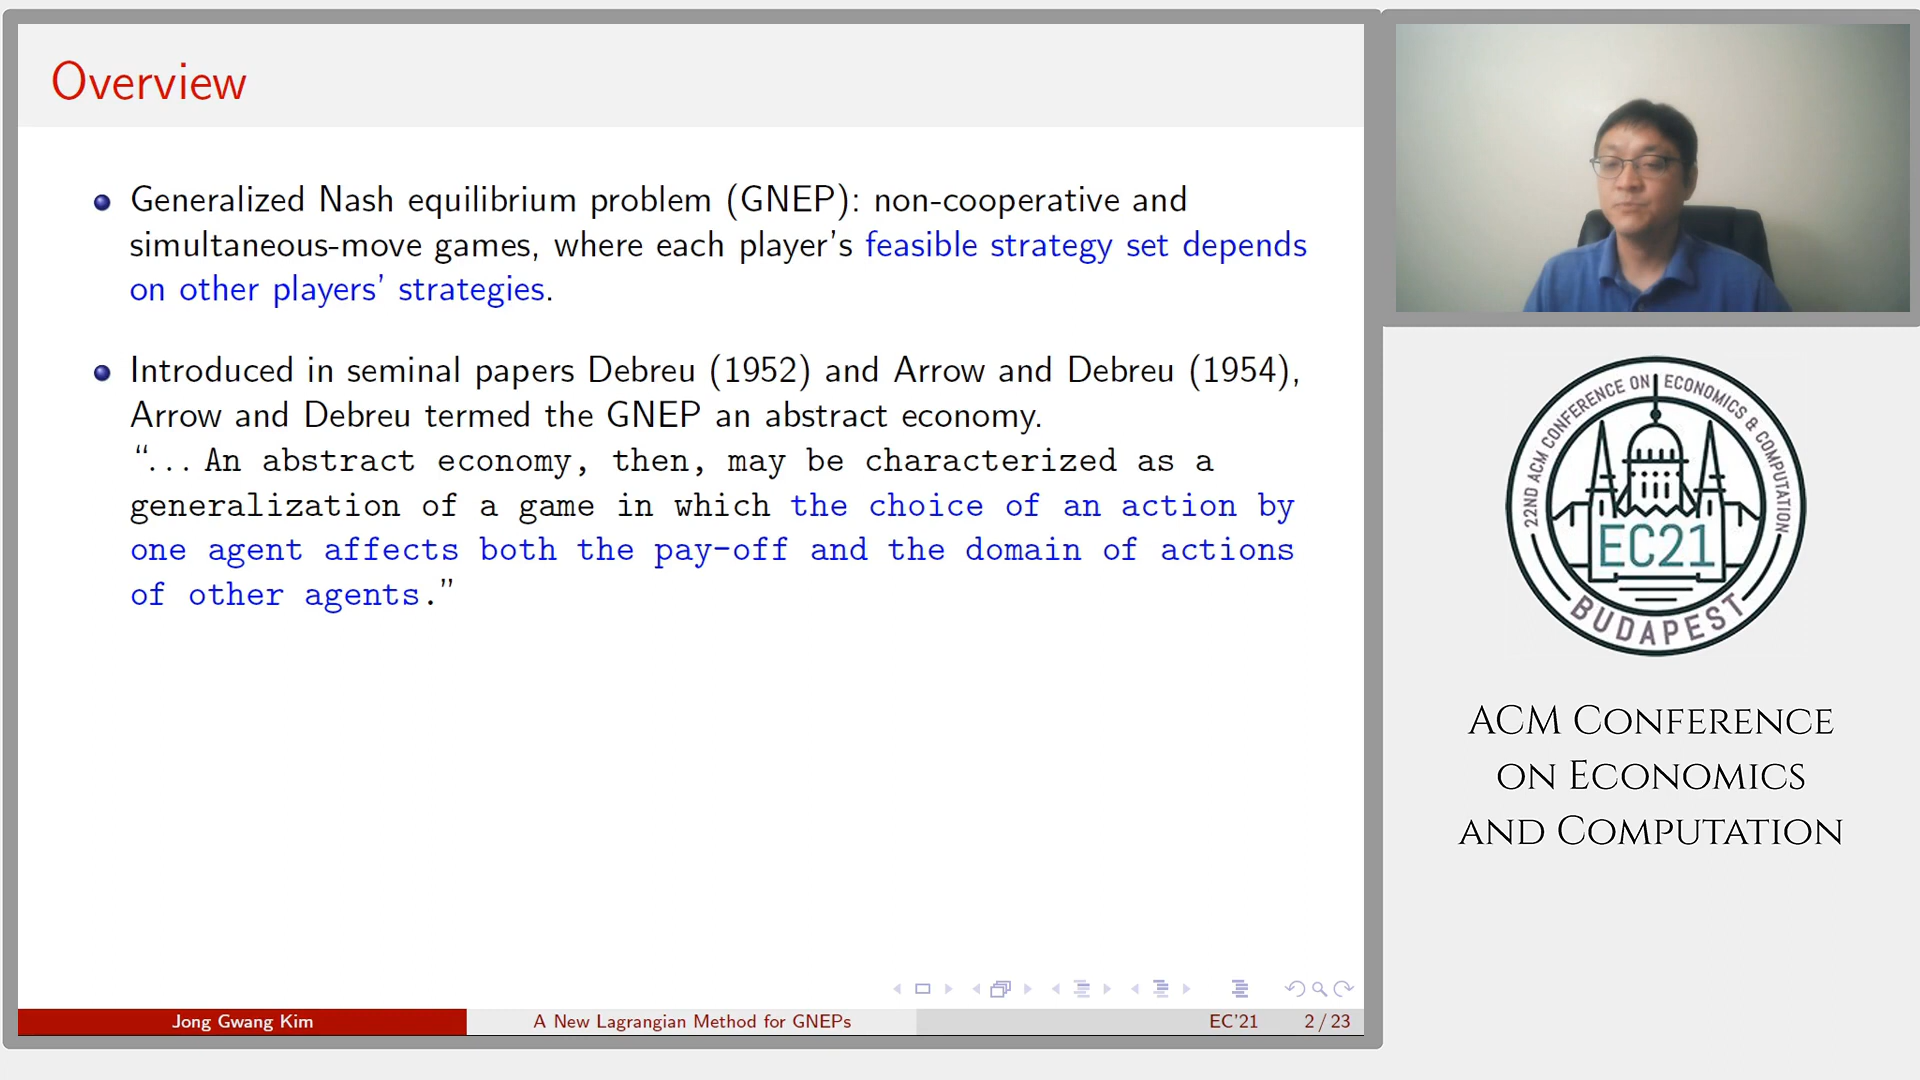 Overview
Generalized Nash equilibrium problem (GNEP): non-cooperative and
simultaneous-move games, where each player's feasible strategy set depends
on other players' strategies.
Introduced in seminal papers Debreu (1952) and Arrow and Debreu (1954),
Arrow and Debreu termed the GNEP an abstract economy.
“... An abstract economy, then, may be characterized as a
generalization of a game in which the choice of an action by
one agent affects both the pay-off and the domain of actions
of other agents.”
Jong Gwang Kim
A New Lagrangian Method for GNEPs
EC'21 2 / 23
22ND ACM CONFERENCE ON ECONOMICS & COMPUTATION
EC21
BUDAPEST
ACM Conference
on Economics
and Computation